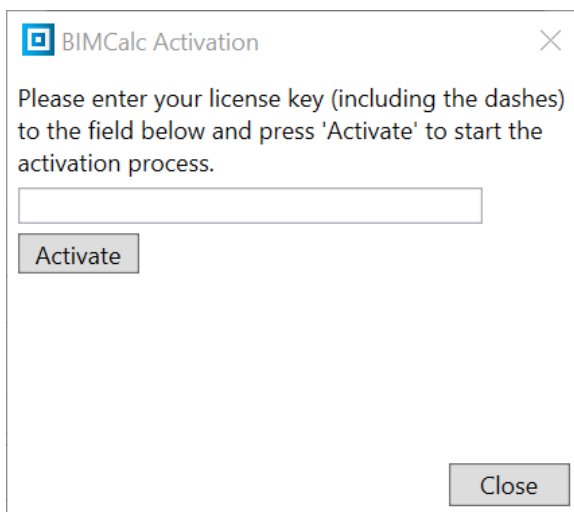 BIMCalc Activation
Please enter your license key (including the dashes)
to the field below and press 'Activate' to start the
activation process.
Activate
Close